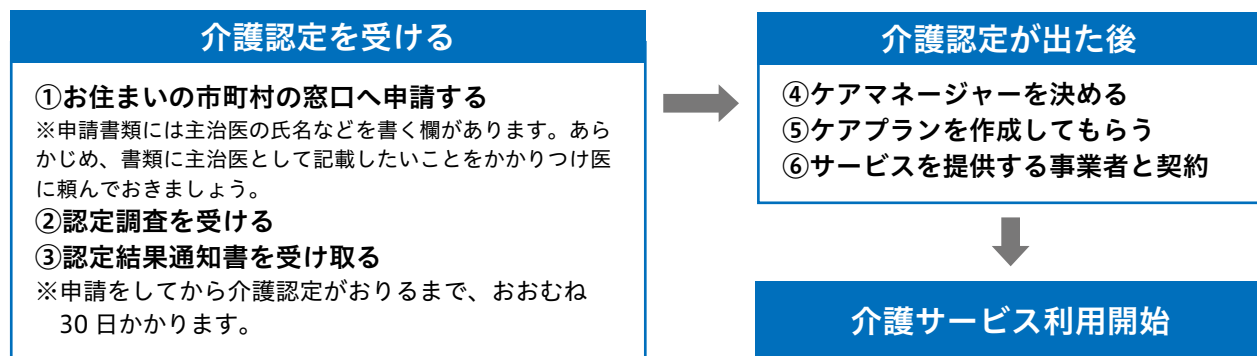 介護認定を受ける
①お住まいの市町村の窓口へ申請する
※申請書類には主治医の氏名などを書く欄があります。あら
かじめ、書類に主治医として記載したいことをかかりつけ医
に頼んでおきましょう。
②認定調査を受ける
③認定結果通知書を受け取る
※申請をしてから介護認定がおりるまで、おおむね
30 日かかります。
介護認定が出た後
④ケアマネージャーを決める
⑤ケアプランを作成してもらう
⑥サービスを提供する事業者と契約
介護サービス利用開始